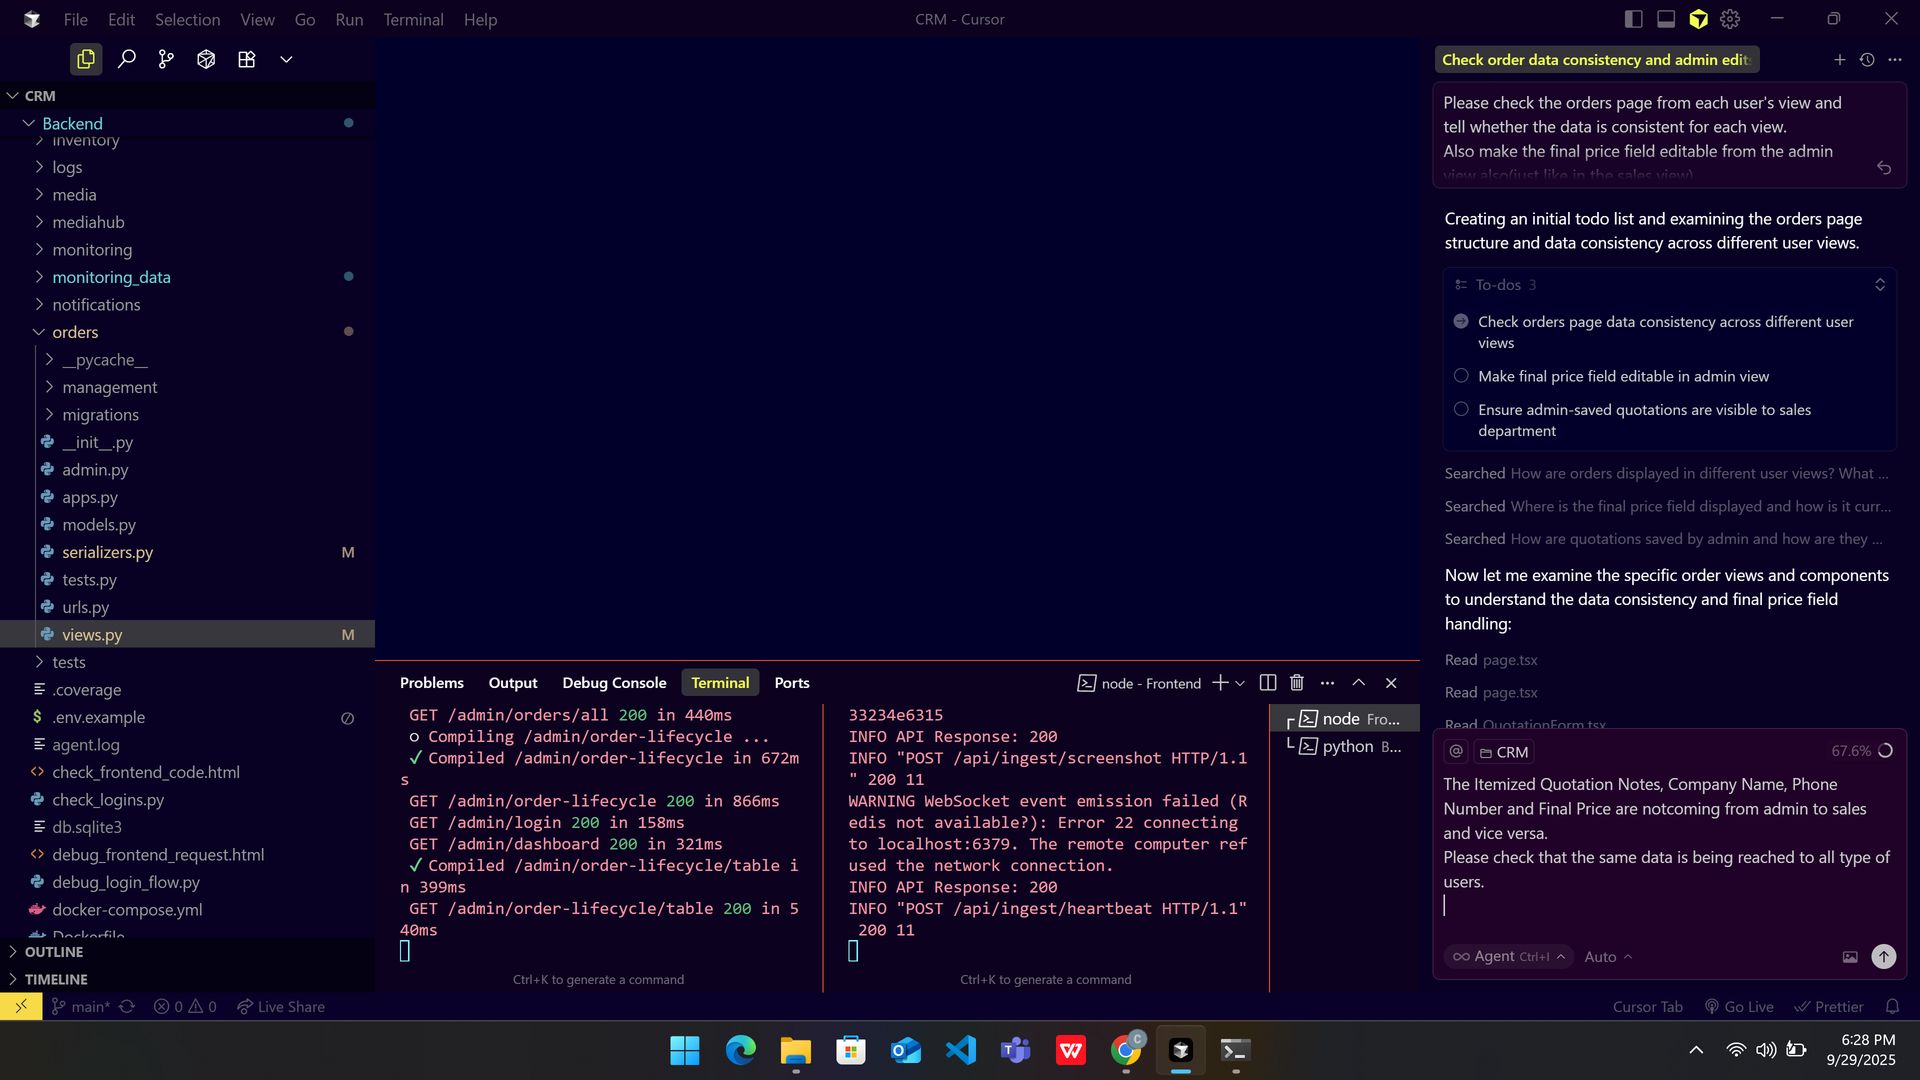 File Edit Selection View Go Run Terminal Help
CRM - Cursor
CRM
Backend
inventory
logs
media
mediahub
monitoring
monitoring_data
notifications
orders
__pycache__
management
migrations
__init__.py
admin.py
apps.py
models.py
serializers.py M
tests.py
urls.py
views.py M
tests
.coverage
.env.example
agent.log
check_frontend_code.html
check_logins.py
db.sqlite3
debug_frontend_request.html
debug_login_flow.py
docker-compose.yml
Dockerfile
OUTLINE
TIMELINE
Problems Output Debug Console Terminal Ports
node - Frontend
GET /admin/orders/all 200 in 440ms
○ Compiling /admin/order-lifecycle ...
✓ Compiled /admin/order-lifecycle in 672m
s
GET /admin/order-lifecycle 200 in 866ms
GET /admin/login 200 in 158ms
GET /admin/dashboard 200 in 321ms
✓ Compiled /admin/order-lifecycle/table i
n 399ms
GET /admin/order-lifecycle/table 200 in 5
40ms
Ctrl+K to generate a command
33234e6315
INFO API Response: 200
INFO "POST /api/ingest/screenshot HTTP/1.1
" 200 11
WARNING WebSocket event emission failed (R
edis not available?): Error 22 connecting
to localhost:6379. The remote computer ref
used the network connection.
INFO API Response: 200
INFO "POST /api/ingest/heartbeat HTTP/1.1"
200 11
Ctrl+K to generate a command
node Fro...
python B...
Check order data consistency and admin edit
Please check the orders page from each user's view and
tell whether the data is consistent for each view.
Also make the final price field editable from the admin
view also(just like in the sales view)
Creating an initial todo list and examining the orders page
structure and data consistency across different user views.
To-dos 3
Check orders page data consistency across different user
views
Make final price field editable in admin view
Ensure admin-saved quotations are visible to sales
department
Searched How are orders displayed in different user views? What ...
Searched Where is the final price field displayed and how is it curr...
Searched How are quotations saved by admin and how are they ...
Now let me examine the specific order views and components
to understand the data consistency and final price field
handling:
Read page.tsx
Read page.tsx
Read QuotationForm.tsx
@ CRM 67.6%
The Itemized Quotation Notes, Company Name, Phone
Number and Final Price are notcoming from admin to sales
and vice versa.
Please check that the same data is being reached to all type of
users.
Agent Ctrl+I Auto
main* 0 0 Live Share
Cursor Tab Go Live Prettier
6:28 PM
9/29/2025